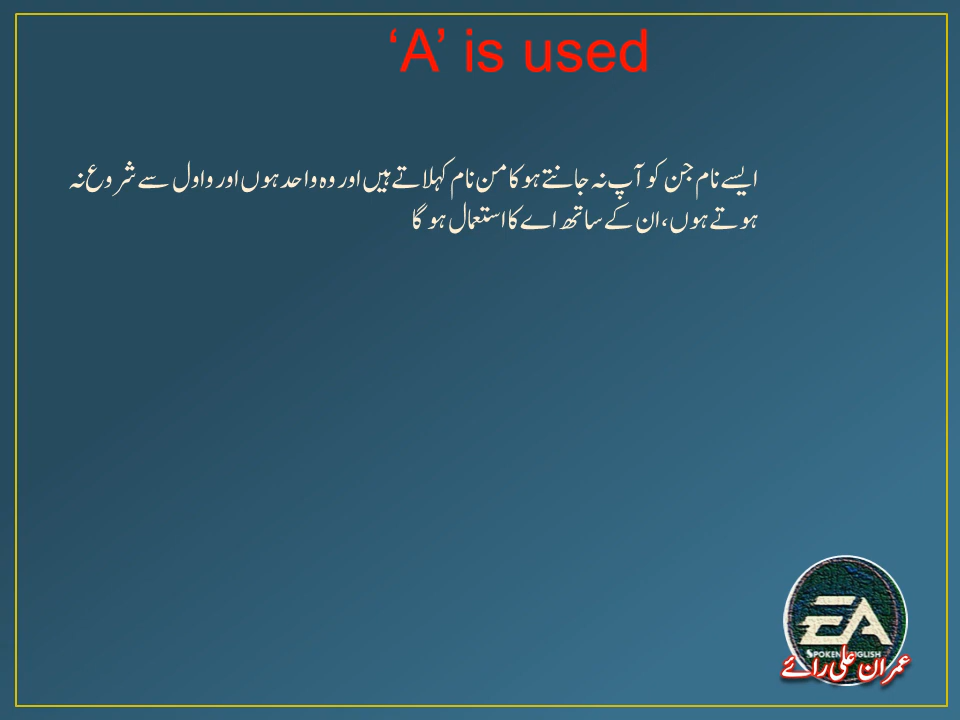 ‘A’ is used
ایسے نام جن کو آپ نہ جانتے ہو کامن نام کہلاتے ہیں اور وہ واحد ہوں اور واول سے شروع نہ
ہوتے ہوں، ان کے ساتھ اے کا استعمال ہو گا
EA
SPOKEN ENGLISH
عمران علی رائے